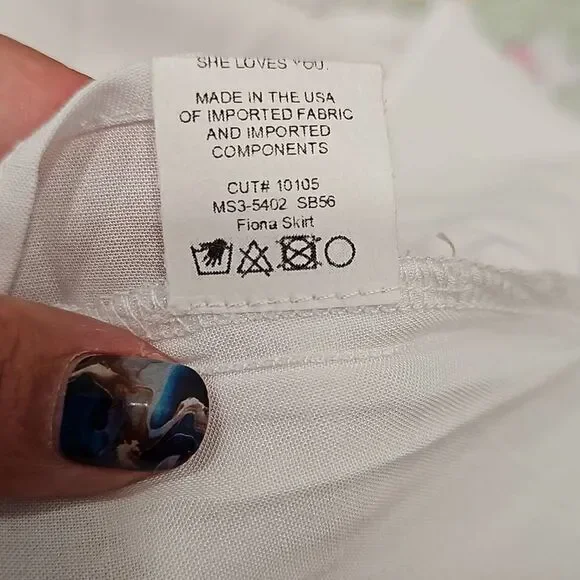 SHE LOVES YOU.
MADE IN THE USA
OF IMPORTED FABRIC
AND IMPORTED
COMPONENTS
CUT# 10105
MS3-5402 SB56
Fiona Skirt